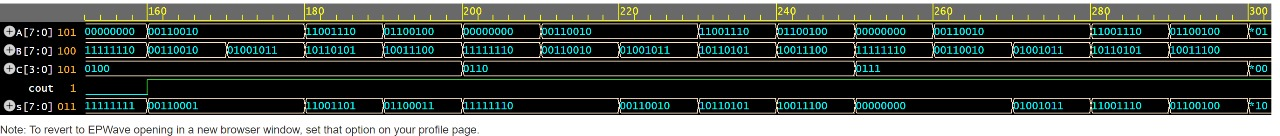 160 180 200 220 240 260 280 300
A[7:0] 101 00000000 00110010 11001110 01100100 00000000 00110010 11001110 01100100 00000000 00110010 11001110 01100100 *01
B[7:0] 100 11111110 00110010 01001011 10110101 10011100 11111110 00110010 01001011 10110101 10011100 11111110 00110010 01001011 10110101 10011100
C[3:0] 101 0100 0110 0111 *00
cout 1
s[7:0] 011 11111111 00110001 11001101 01100011 11111110 00110010 10110101 10011100 00000000 01001011 11001110 01100100 *10
Note: To revert to EPWave opening in a new browser window, set that option on your profile page.